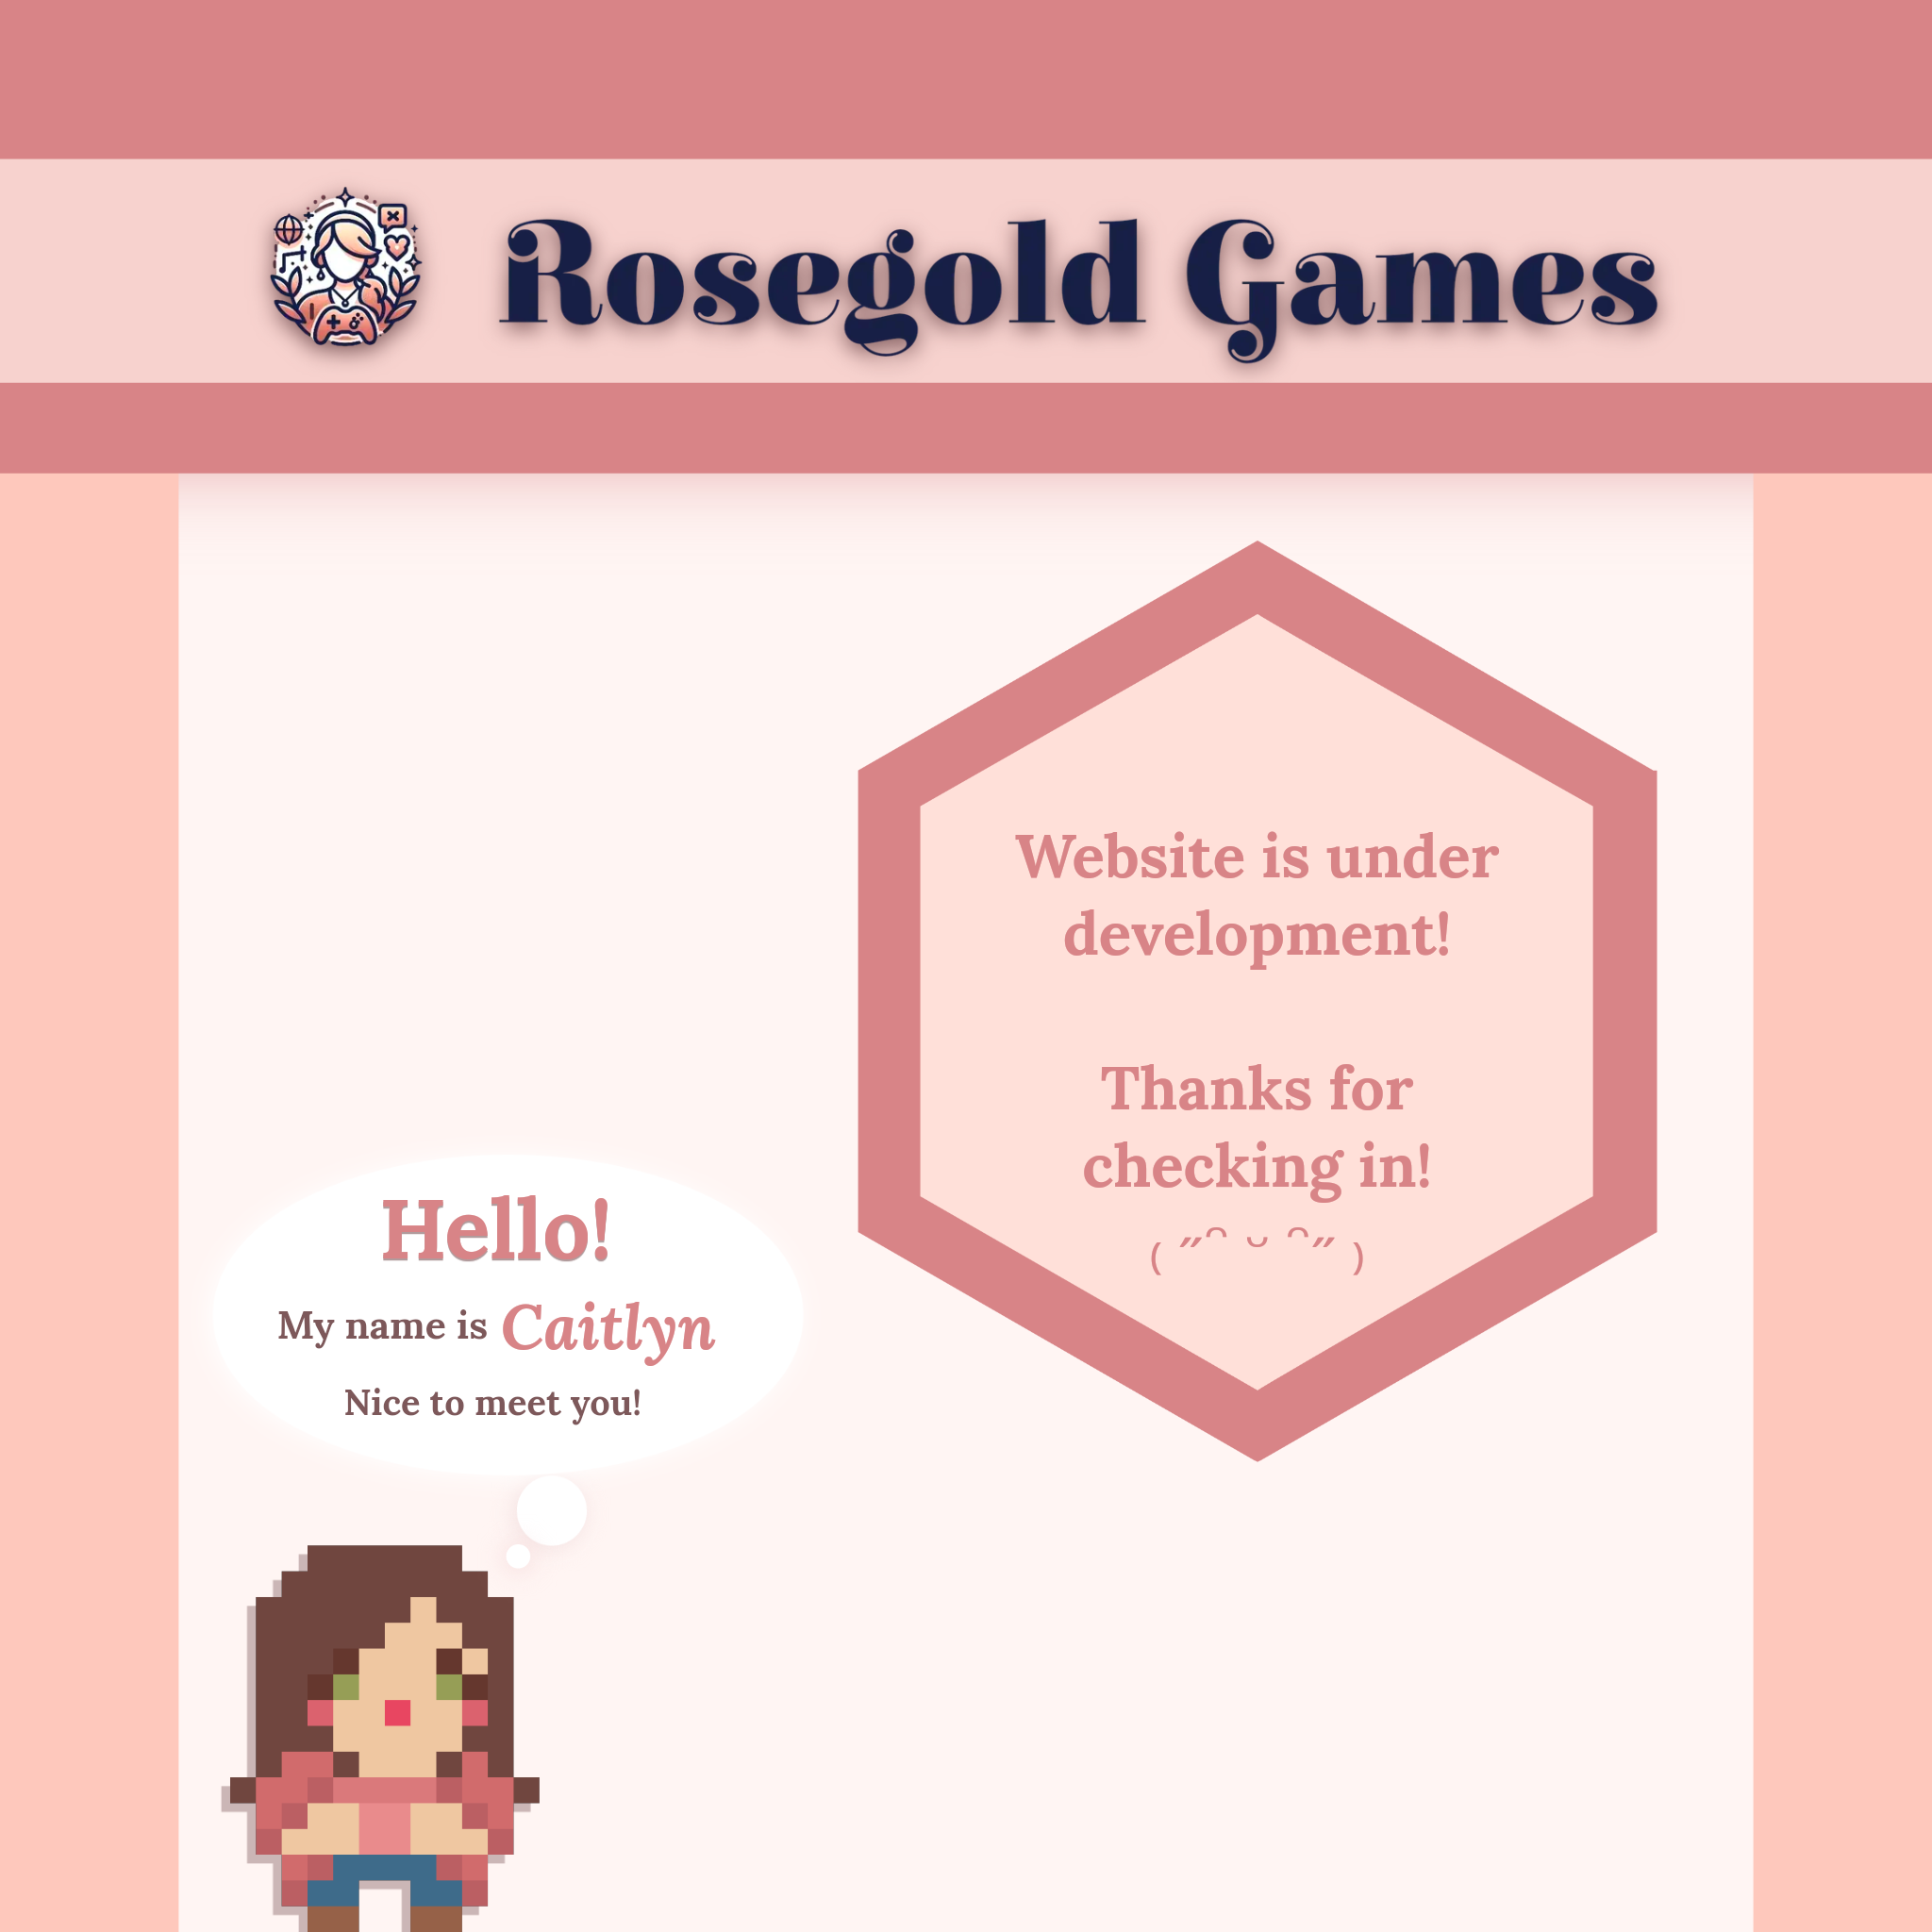 Rosegold Games
Website is under
development!
Thanks for
checking in!
( ˶ᵔ ᵕ ᵔ˶ )
Hello!
My name is Caitlyn
Nice to meet you!